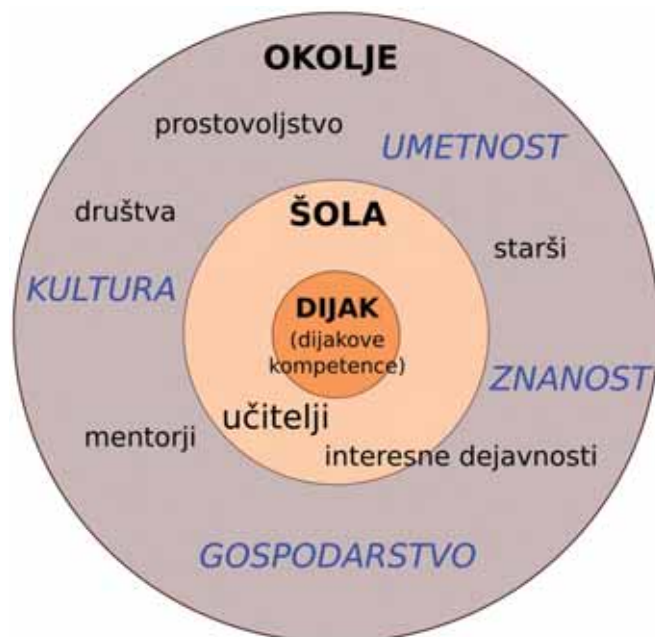 OKOLJE
prostovoljstvo
UMETNOST
društva
ŠOLA
starši
KULTURA
DIJAK
(dijakove
kompetence)
ZNANOST
učitelji
mentorji
interesne dejavnosti
GOSPODARSTVO